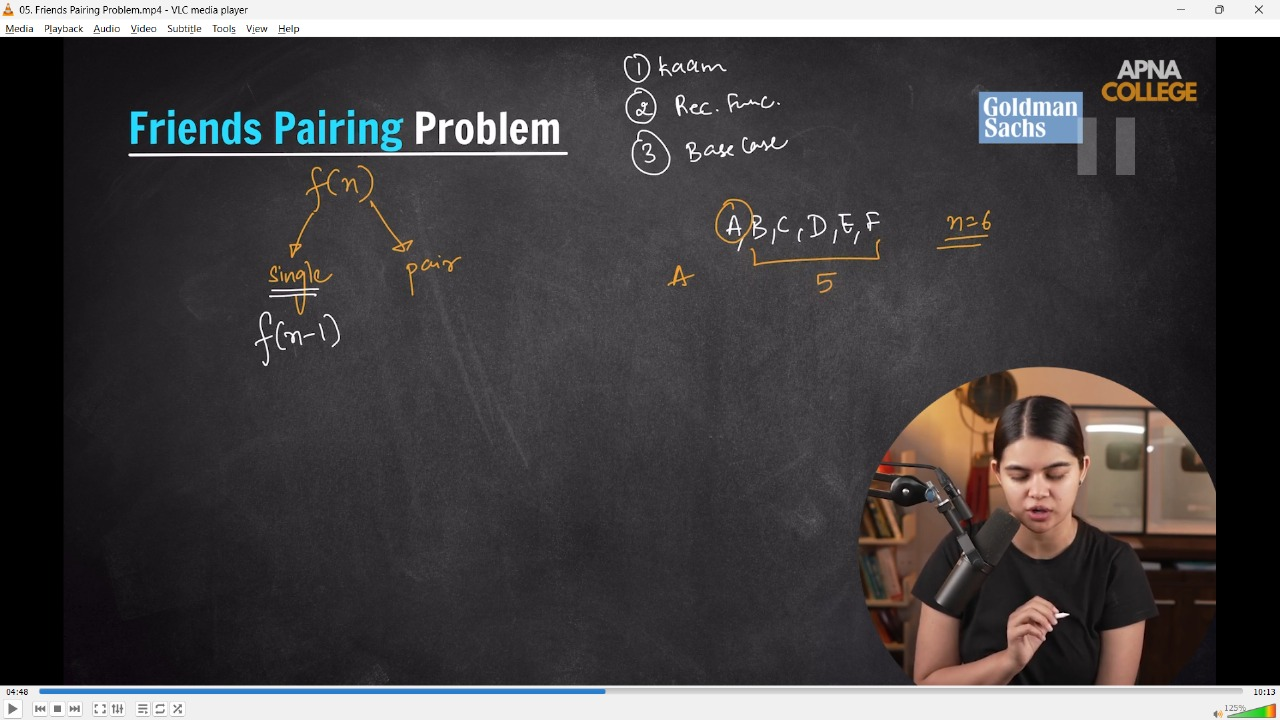 05. Friends Pairing Problem.mp4 - VLC media player
Media Playback Audio Video Subtitle Tools View Help
① Kaam
② Rec. Func.
③ Base Case
APNA
COLLEGE
Goldman
Sachs
Friends Pairing Problem
f(n)
single
pair
f(n-1)
A, B, C, D, E, F
n=6
A
5
04:48
10:13
125%